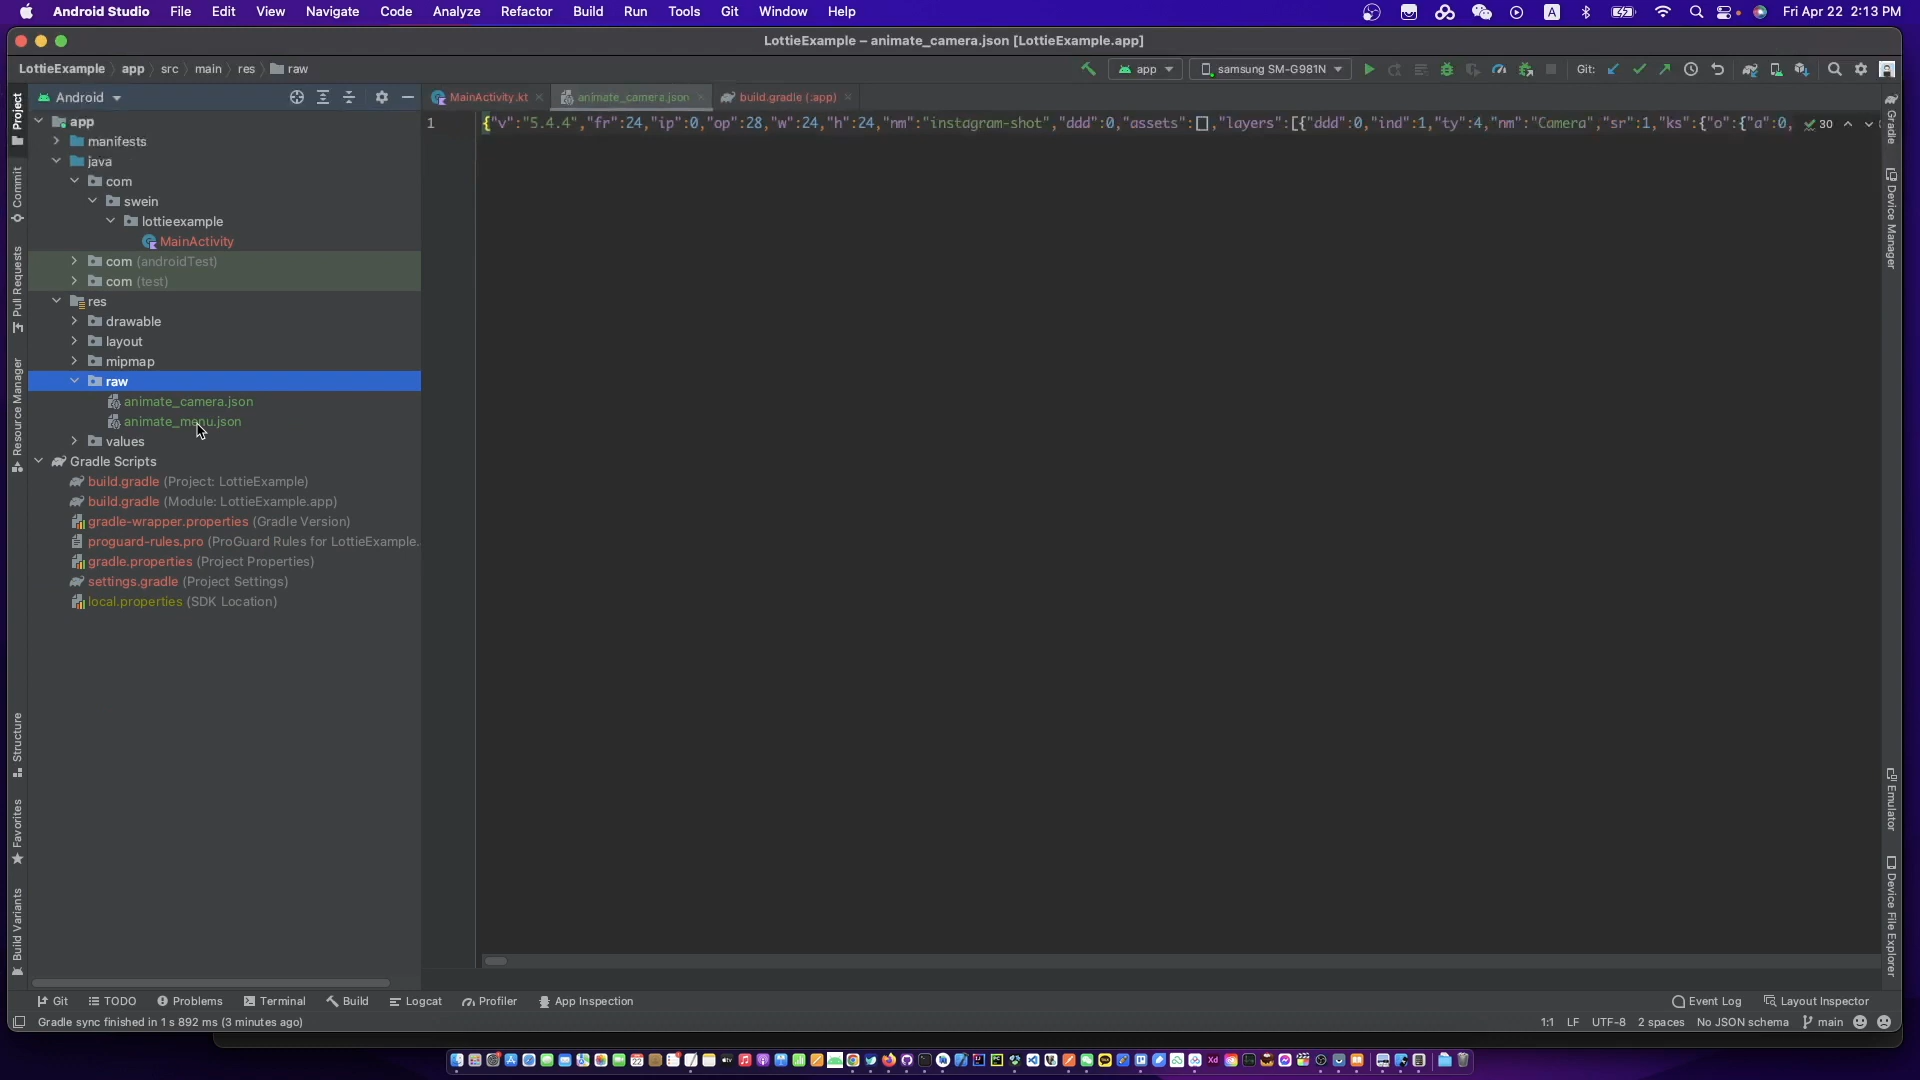 Android Studio File Edit View Navigate Code Analyze Refactor Build Run Tools Git Window Help A Fri Apr 22 2:13 PM
LottieExample – animate_camera.json [LottieExample.app]
LottieExample app src main res raw app samsung SM-G981N Git:
Android MainActivity.kt animate_camera.json build.gradle (:app)
1 {"v":"5.4.4","fr":24,"ip":0,"op":28,"w":24,"h":24,"nm":"instagram-shot","ddd":0,"assets":[],"layers":[{"ddd":0,"ind":1,"ty":4,"nm":"Camera","sr":1,"ks":{"o":{"a":0, 30
app
manifests
java
com
swein
lottieexample
MainActivity
com (androidTest)
com (test)
res
drawable
layout
mipmap
raw
animate_camera.json
animate_menu.json
values
Gradle Scripts
build.gradle (Project: LottieExample)
build.gradle (Module: LottieExample.app)
gradle-wrapper.properties (Gradle Version)
proguard-rules.pro (ProGuard Rules for LottieExample.
gradle.properties (Project Properties)
settings.gradle (Project Settings)
local.properties (SDK Location)
Project
Commit
Pull Requests
Resource Manager
Structure
Favorites
Build Variants
Gradle
Device Manager
Emulator
Device File Explorer
Git TODO Problems Terminal Build Logcat Profiler App Inspection Event Log Layout Inspector
Gradle sync finished in 1 s 892 ms (3 minutes ago) 1:1 LF UTF-8 2 spaces No JSON schema main